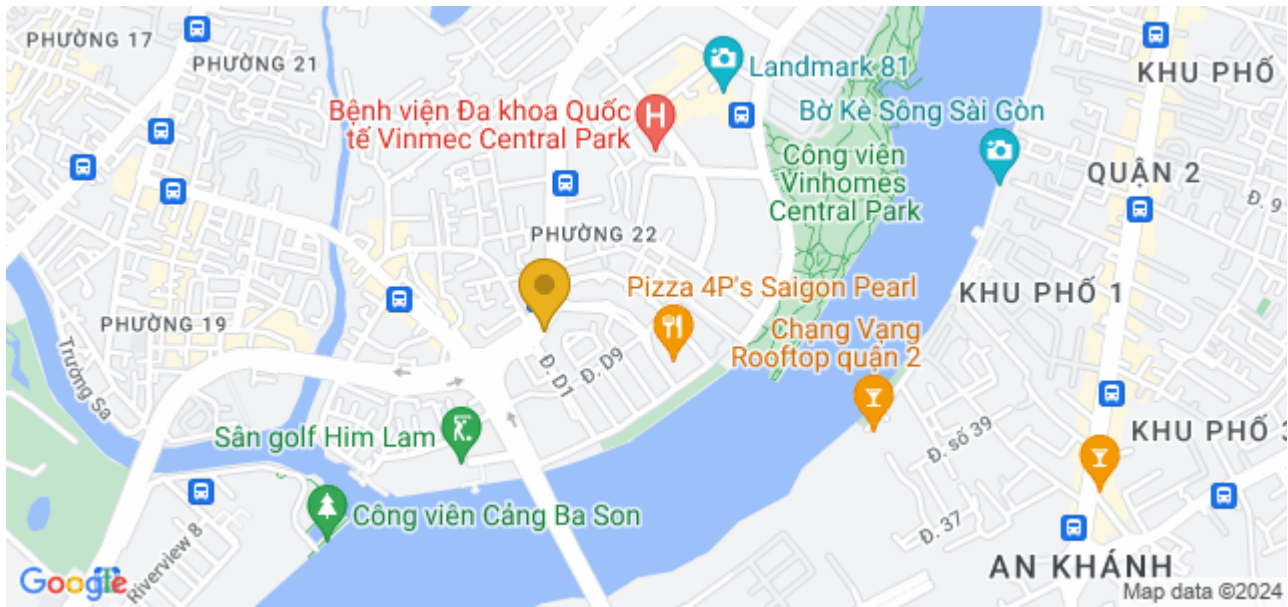 PHƯỜNG 17
PHƯỜNG 21
Landmark 81
KHU PHỐ
Bệnh viện Đa khoa Quốc
tế Vinmec Central Park
H
Bờ Kè Sông Sài Gòn
Công viên
Vinhomes
Central Park
QUẬN 2
Đ. 9
PHƯỜNG 22
Pizza 4P's Saigon Pearl
KHU PHỐ 1
PHƯỜNG 19
Chạng Vạng
Rooftop quận 2
Trường Sa
Đ. D1
Đ. D9
Sân golf Him Lam
Đ. số 39
KHU PHỐ 3
Công viên Cảng Ba Son
Riverview 8
Đ. 37
AN KHÁNH
Google
Map data ©2024